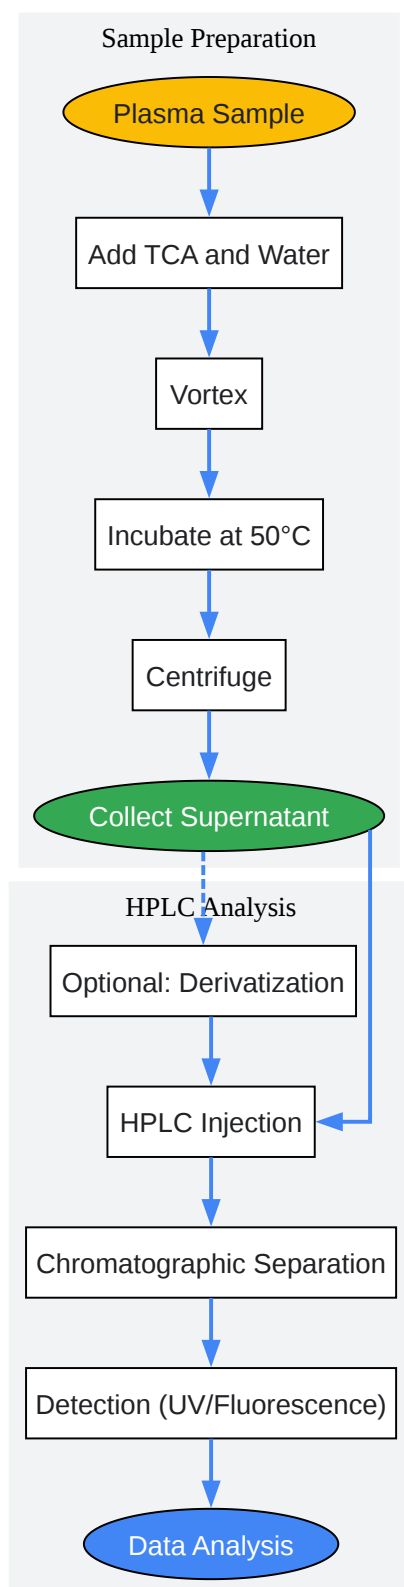 Sample Preparation
Plasma Sample
Add TCA and Water
Vortex
Incubate at 50°C
Centrifuge
Collect Supernatant
HPLC Analysis
Optional: Derivatization
HPLC Injection
Chromatographic Separation
Detection (UV/Fluorescence)
Data Analysis